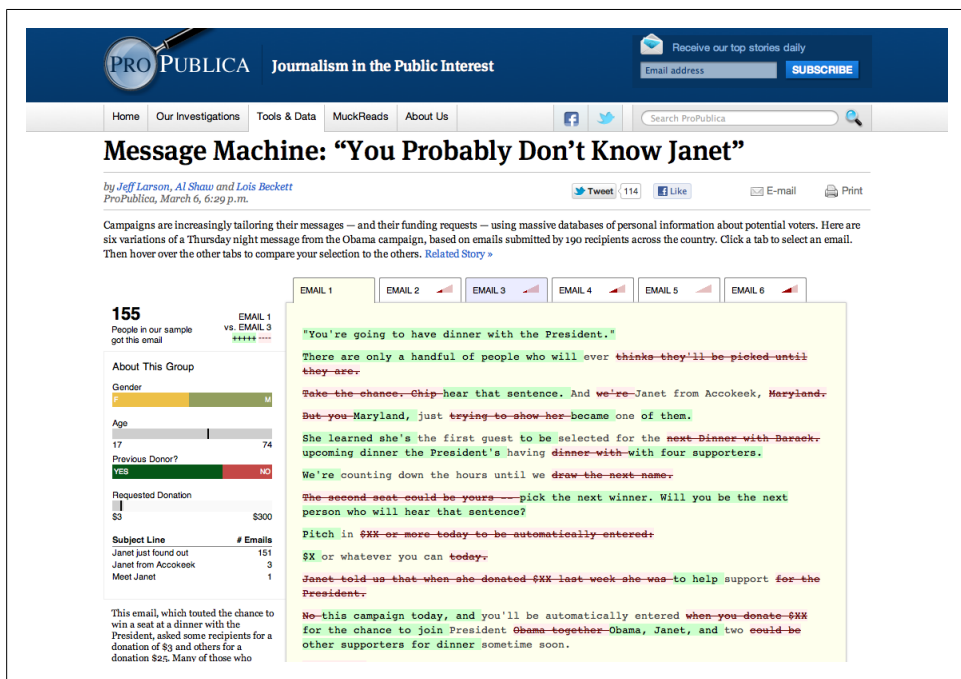 PRO PUBLICA Journalism in the Public Interest
Receive our top stories daily
Email address SUBSCRIBE
Home Our Investigations Tools & Data MuckReads About Us Search ProPublica
Message Machine: “You Probably Don’t Know Janet”
by Jeff Larson, Al Shaw and Lois Beckett
ProPublica, March 6, 6:29 p.m.
Tweet 114 Like E-mail Print
Campaigns are increasingly tailoring their messages — and their funding requests — using massive databases of personal information about potential voters. Here are
six variations of a Thursday night message from the Obama campaign, based on emails submitted by 190 recipients across the country. Click a tab to select an email.
Then hover over the other tabs to compare your selection to the others. Related Story »
EMAIL 1 EMAIL 2 EMAIL 3 EMAIL 4 EMAIL 5 EMAIL 6
155
People in our sample
got this email
EMAIL 1
vs. EMAIL 3
+++++ ----
About This Group
Gender
F M
Age
17 74
Previous Donor?
YES NO
Requested Donation
$3 $300
Subject Line # Emails
Janet just found out 151
Janet from Accokeek 3
Meet Janet 1
This email, which touted the chance to
win a seat at a dinner with the
President, asked some recipients for a
donation of $3 and others for a
donation $25. Many of those who
"You're going to have dinner with the President."
There are only a handful of people who will ever thinks they'll be picked until
they are.
Take the chance. Chip hear that sentence. And we're Janet from Accokeek, Maryland.
But you Maryland, just trying to show her became one of them.
She learned she's the first guest to be selected for the next Dinner with Barack.
upcoming dinner the President's having dinner with with four supporters.
We're counting down the hours until we draw the next name.
The second seat could be yours -- pick the next winner. Will you be the next
person who will hear that sentence?
Pitch in $XX or more today to be automatically entered:
$X or whatever you can today.
Janet told us that when she donated $XX last week she was to help support for the
President.
No this campaign today, and you'll be automatically entered when you donate $XX
for the chance to join President Obama together Obama, Janet, and two could be
other supporters for dinner sometime soon.